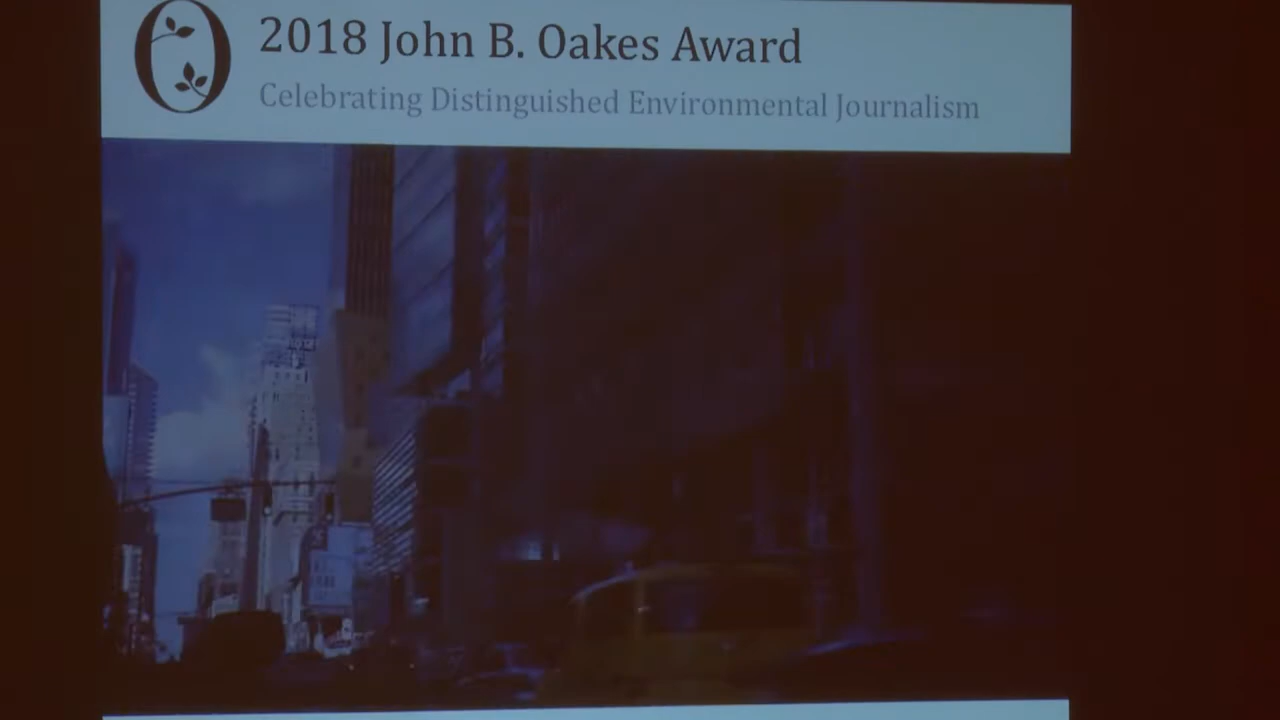 2018 John B. Oakes Award
Celebrating Distinguished Environmental Journalism